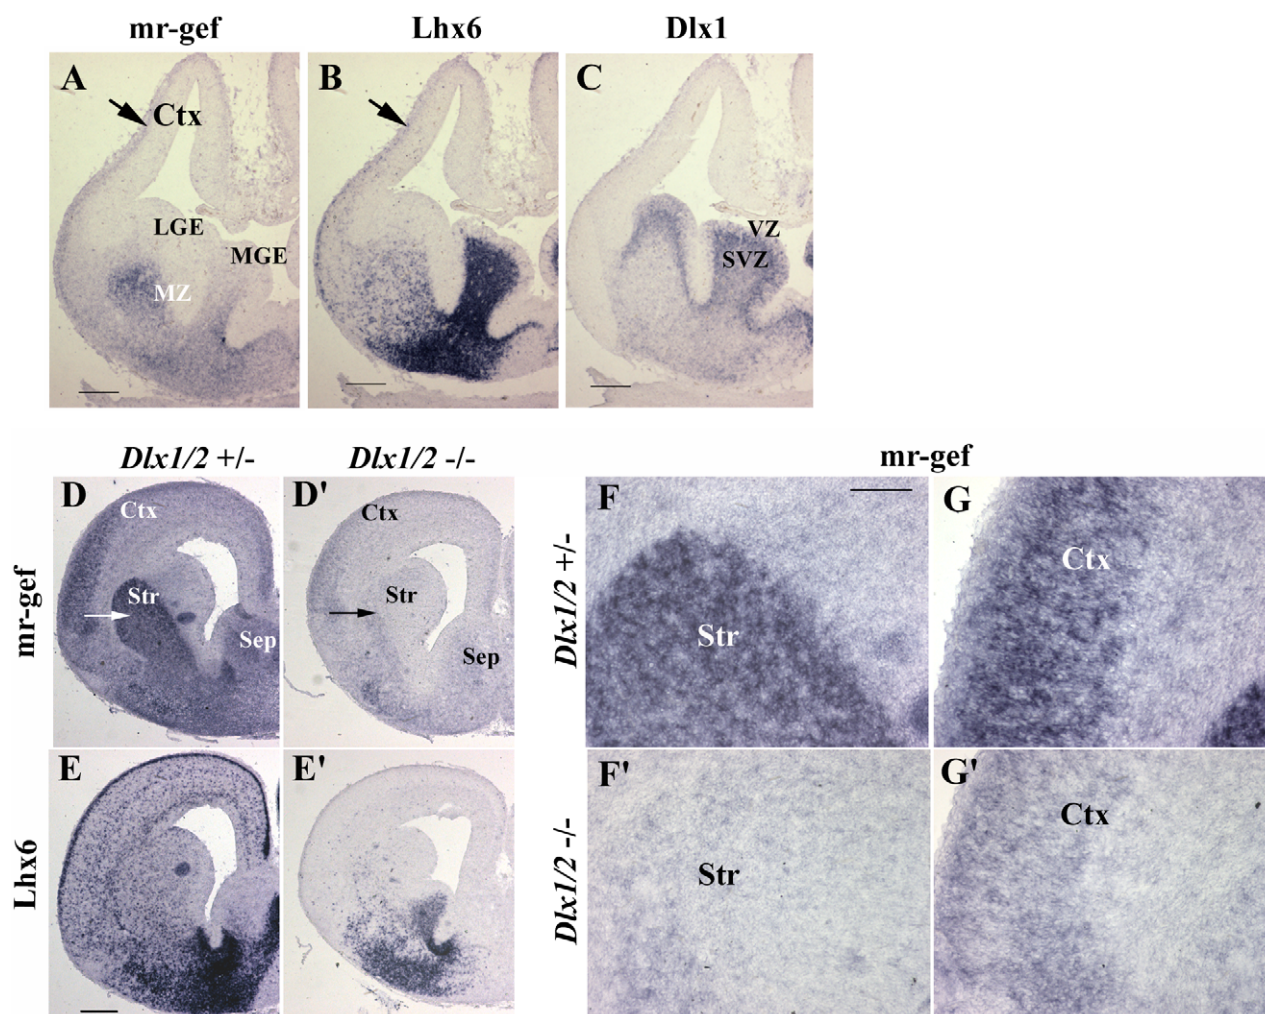 mr-gef Lhx6 Dlx1
A B C
Ctx
LGE VZ
MGE SVZ
MZ
Dlx1/2 +/- Dlx1/2 -/- mr-gef
mr-gef
D D' F G
Ctx Ctx
Str Str
Sep Sep
Dlx1/2 +/-
Str Ctx
Lhx6
E E' F' G'
Dlx1/2 -/-
Str Ctx